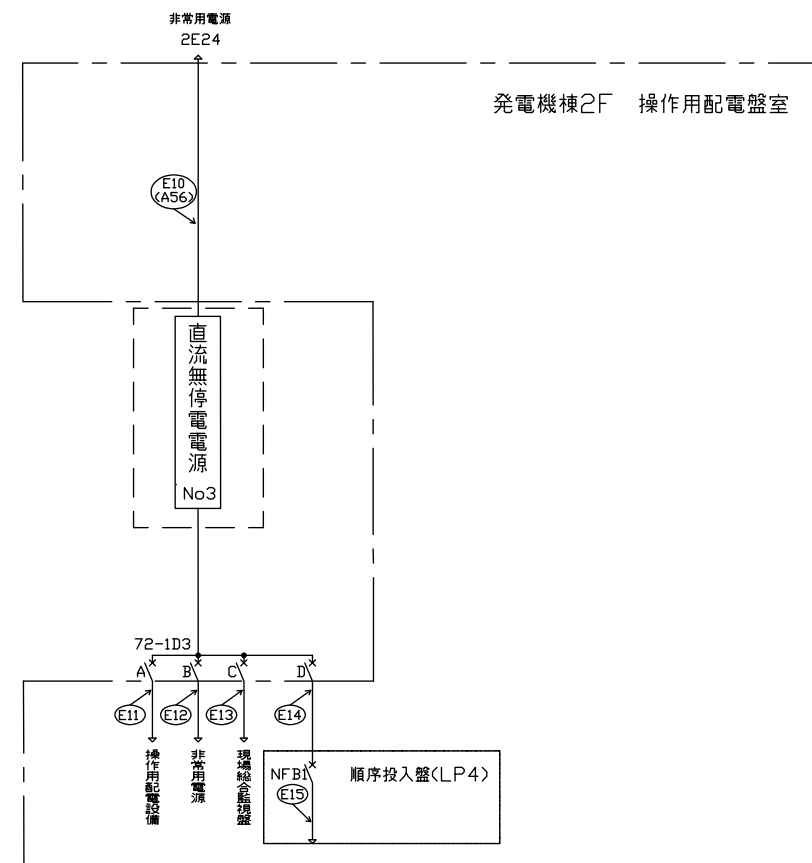 非常用電源
2E24
発電機棟2F 操作用配電盤室
E10
(A56)
直流無停電電源
No3
72-1D3
A
B
C
D
E11
E12
E13
E14
操作用配電設備
非常用電源
現場総合監視盤
NFB1
順序投入盤(LP4)
E15